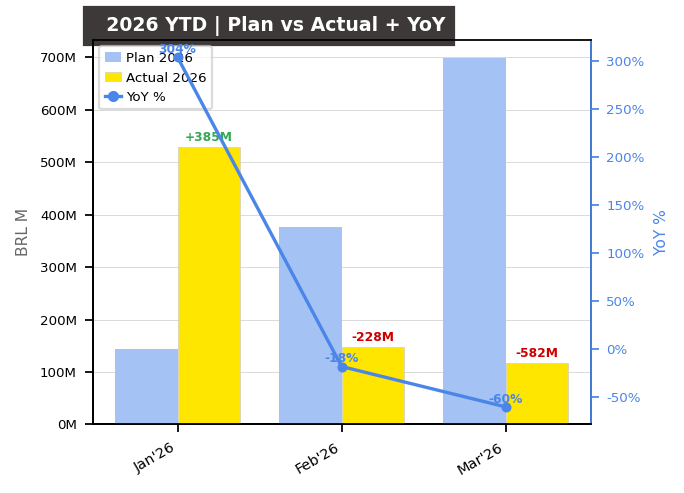 2026 YTD | Plan vs Actual + YoY
304%
Plan 2026
Actual 2026
YoY %
+385M
-228M
-18%
-582M
-60%
700M
600M
500M
400M
300M
200M
100M
0M
BRL M
300%
250%
200%
150%
100%
50%
0%
-50%
YoY %
Jan'26
Feb'26
Mar'26